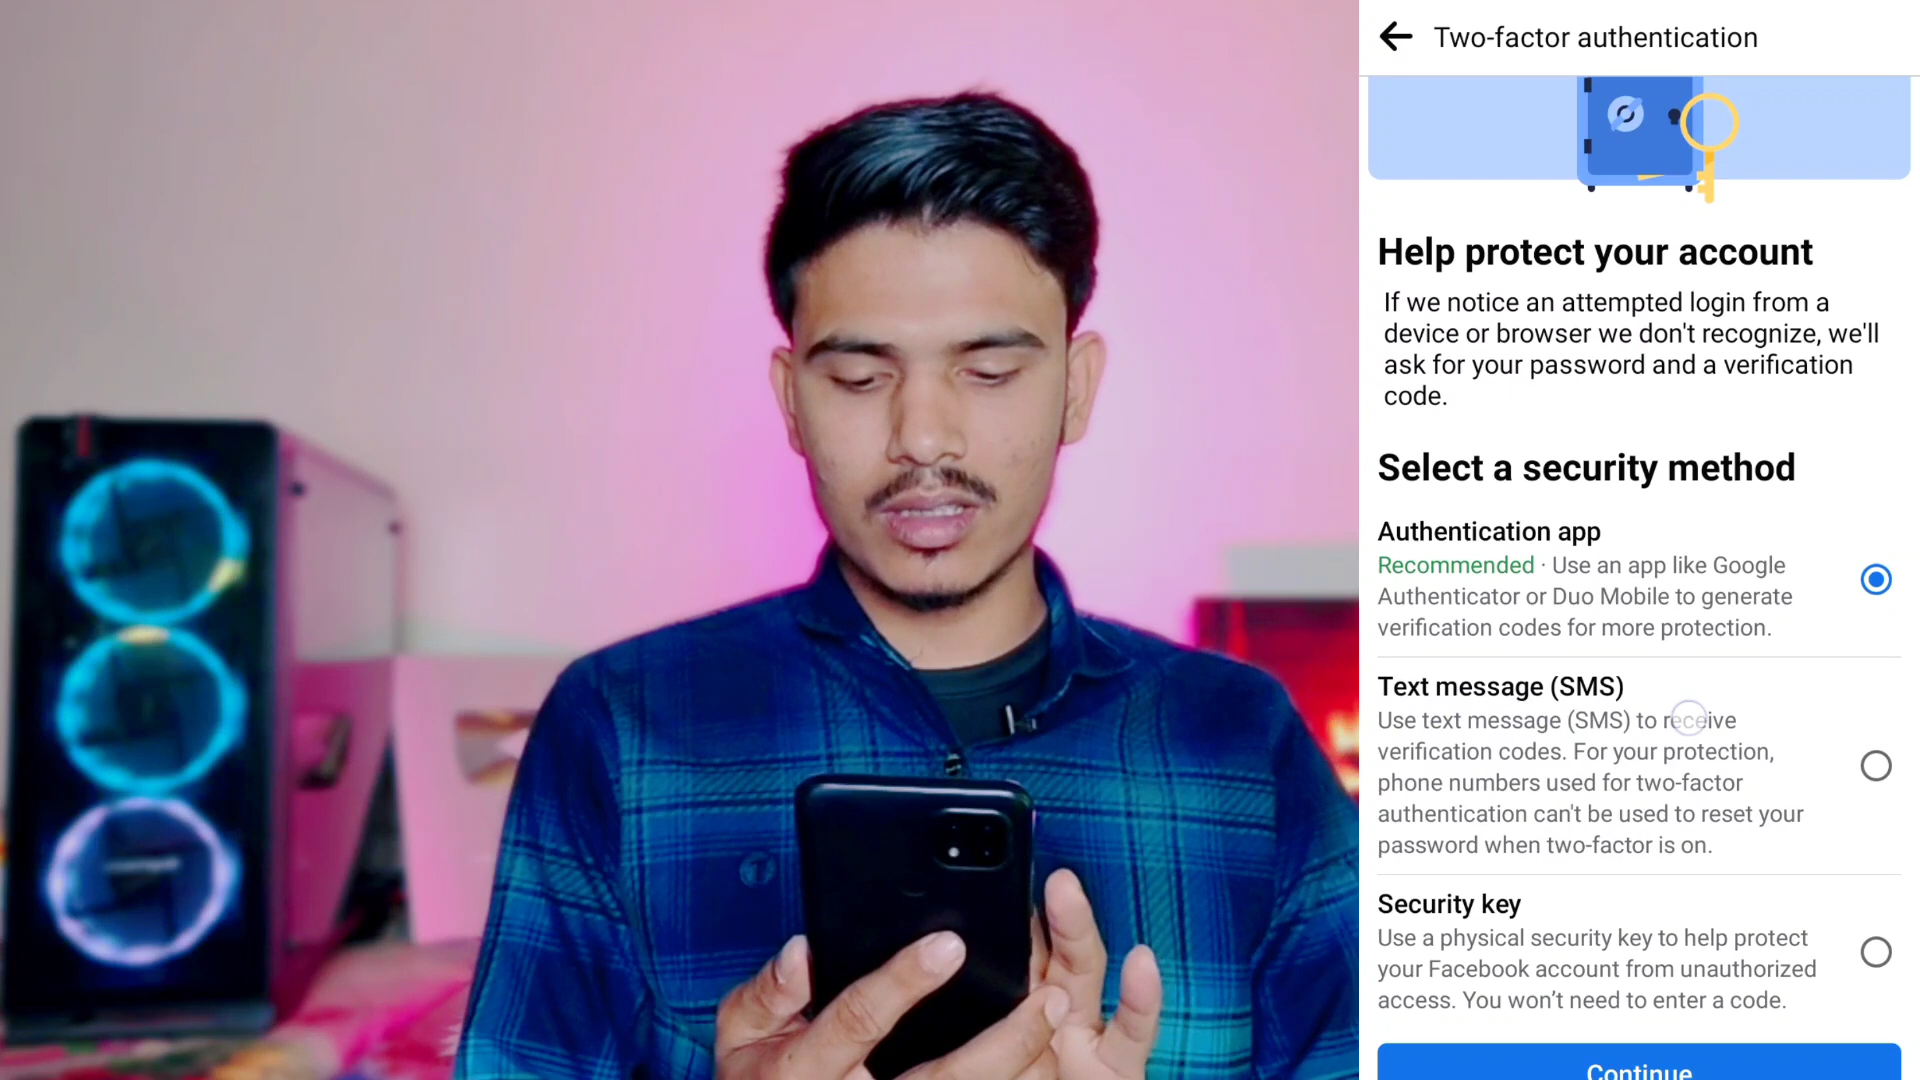 Two-factor authentication
Help protect your account
If we notice an attempted login from a
device or browser we don't recognize, we'll
ask for your password and a verification
code.
Select a security method
Authentication app
Recommended · Use an app like Google
Authenticator or Duo Mobile to generate
verification codes for more protection.
Text message (SMS)
Use text message (SMS) to receive
verification codes. For your protection,
phone numbers used for two-factor
authentication can't be used to reset your
password when two-factor is on.
Security key
Use a physical security key to help protect
your Facebook account from unauthorized
access. You won’t need to enter a code.
Continue